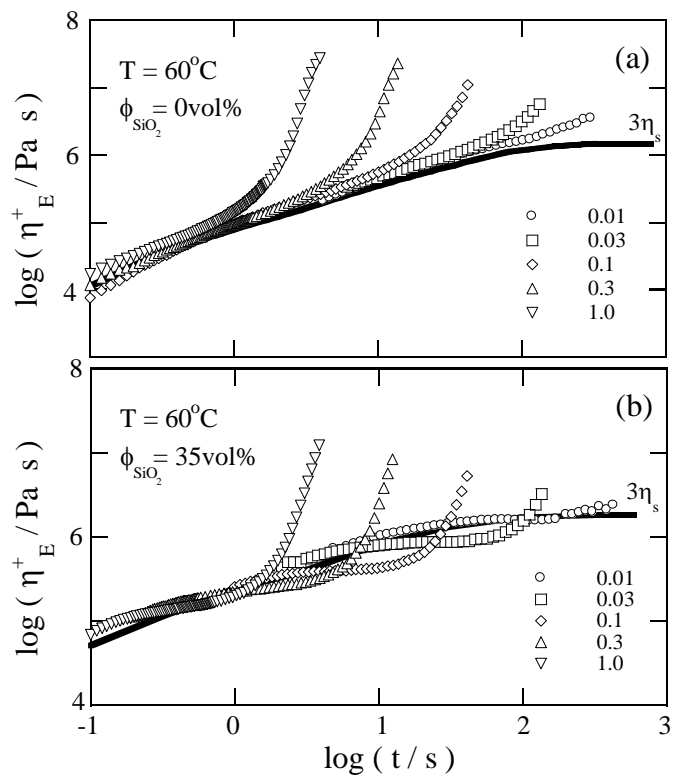 8
(a)
T = 60°C
ϕSiO2 = 0vol%
3ηs
6
log ( η+E / Pa s )
0.01
0.03
0.1
0.3
1.0
4
8
(b)
T = 60°C
ϕSiO2 = 35vol%
3ηs
6
log ( η+E / Pa s )
0.01
0.03
0.1
0.3
1.0
4
-1 0 1 2 3
log ( t / s )